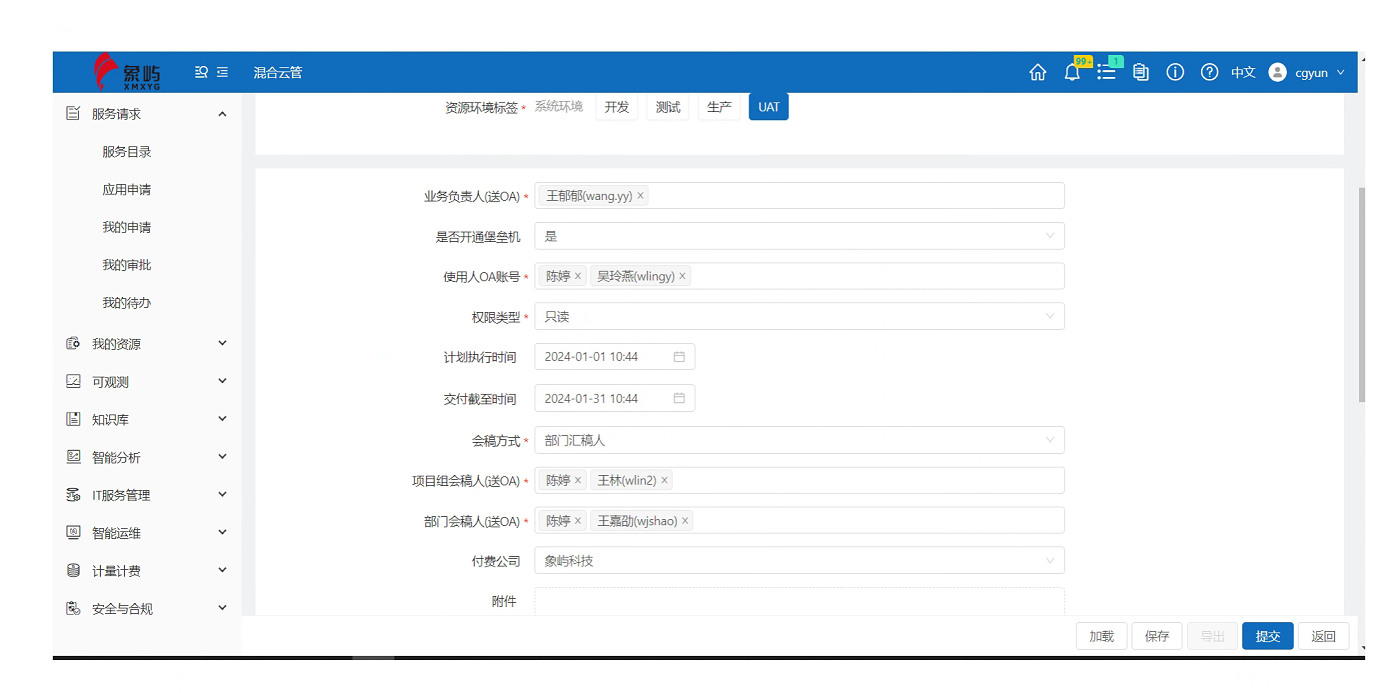 象屿
XMXYG
混合云管
99+
1
中文
cgyun
服务请求
服务目录
应用申请
我的申请
我的审批
我的待办
我的资源
可观测
知识库
智能分析
IT服务管理
智能运维
计量计费
安全与合规
资源环境标签 * 系统环境 开发 测试 生产 UAT
业务负责人(送OA) * 王郁郁(wang.yy) ×
是否开通堡垒机 是
使用人OA账号 * 陈婷 × 吴玲燕(wlingy) ×
权限类型 * 只读
计划执行时间 2024-01-01 10:44
交付截至时间 2024-01-31 10:44
会稿方式 * 部门汇稿人
项目组会稿人(送OA) * 陈婷 × 王林(wlin2) ×
部门会稿人(送OA) * 陈婷 × 王嘉劭(wjshao) ×
付费公司 象屿科技
附件
加载 保存 导出 提交 返回